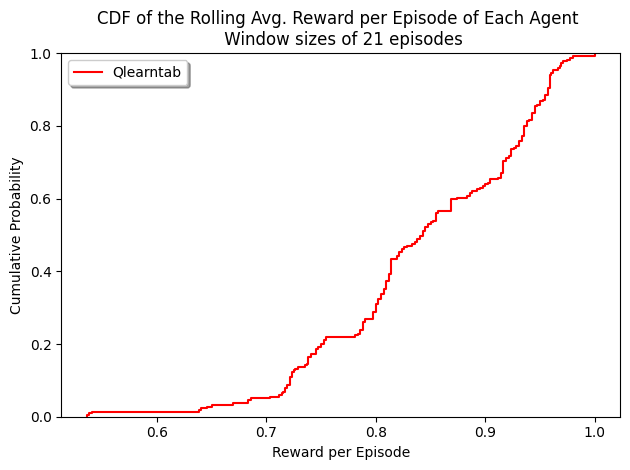 CDF of the Rolling Avg. Reward per Episode of Each Agent
Window sizes of 21 episodes
Qlearntab
1.0
0.8
0.6
0.4
0.2
0.0
Cumulative Probability
0.6
0.7
0.8
0.9
1.0
Reward per Episode